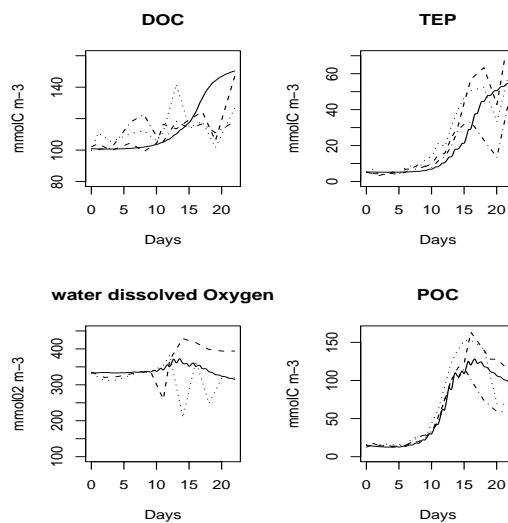 DOC
mmolC m-3
80 100 140
0 5 10 15 20
Days
TEP
mmolC m-3
0 20 40 60
0 5 10 15 20
Days
water dissolved Oxygen
mmol02 m-3
100 200 300 400
0 5 10 15 20
Days
POC
mmolC m-3
0 50 100 150
0 5 10 15 20
Days